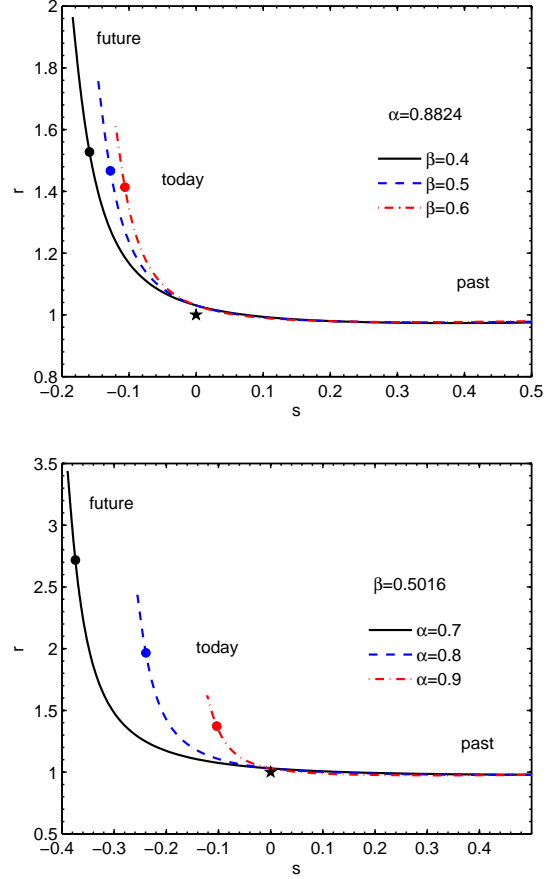 2
1.8
1.6
1.4
1.2
1
0.8
r
future
today
past
α=0.8824
β=0.4
β=0.5
β=0.6
−0.2 −0.1 0 0.1 0.2 0.3 0.4 0.5
s
3.5
3
2.5
2
1.5
1
0.5
r
future
today
past
β=0.5016
α=0.7
α=0.8
α=0.9
−0.4 −0.3 −0.2 −0.1 0 0.1 0.2 0.3 0.4
s